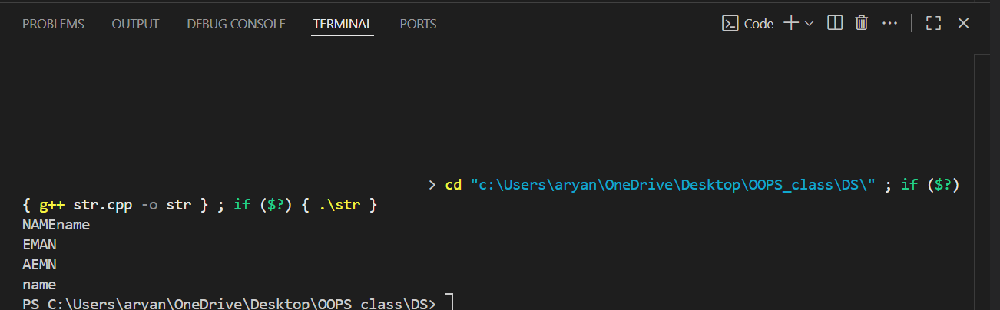 PROBLEMS OUTPUT DEBUG CONSOLE TERMINAL PORTS Code
> cd "c:\Users\aryan\OneDrive\Desktop\OOPS_class\DS\" ; if ($?)
{ g++ str.cpp -o str } ; if ($?) { .\str }
NAMEname
EMAN
AEMN
name
PS C:\Users\aryan\OneDrive\Desktop\OOPS_class\DS>